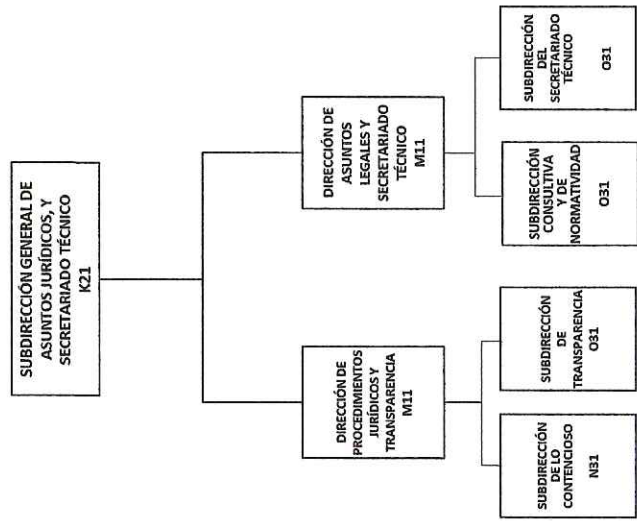 SUBDIRECCIÓN GENERAL DE
ASUNTOS JURÍDICOS, Y
SECRETARIADO TÉCNICO
K21
DIRECCIÓN DE
PROCEDIMIENTOS
JURÍDICOS Y
TRANSPARENCIA
M11
DIRECCIÓN DE
ASUNTOS
LEGALES Y
SECRETARIADO
TÉCNICO
M11
SUBDIRECCIÓN
DE LO
CONTENCIOSO
N31
SUBDIRECCIÓN
DE
TRANSPARENCIA
O31
SUBDIRECCIÓN
CONSULTIVA
Y DE
NORMATIVIDAD
O31
SUBDIRECCIÓN
DEL
SECRETARIADO
TÉCNICO
O31